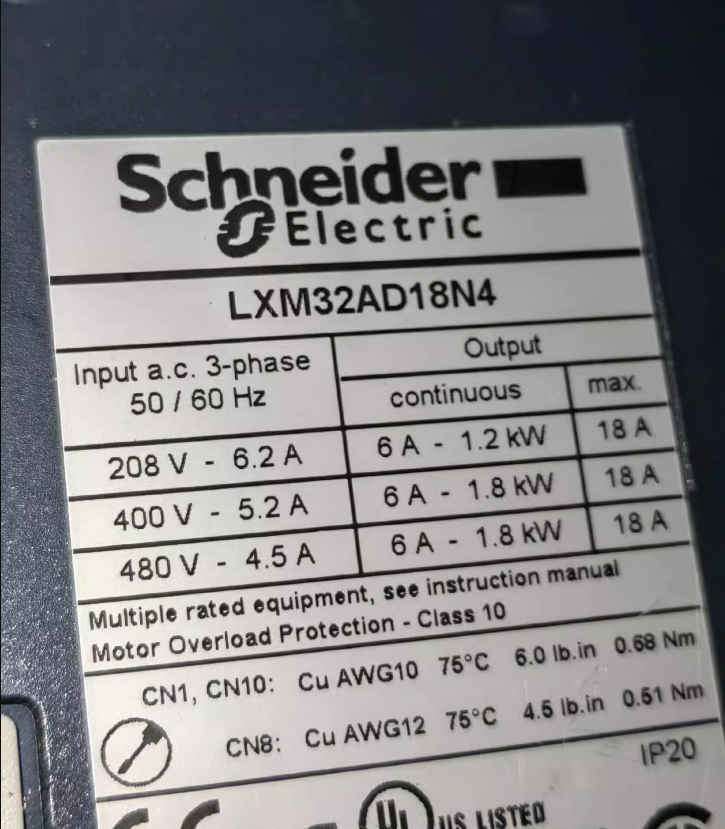 Schneider
Electric
LXM32AD18N4
Input a.c. 3-phase
50 / 60 Hz
Output
continuous
max.
208 V - 6.2 A
6 A - 1.2 kW
18 A
400 V - 5.2 A
6 A - 1.8 kW
18 A
480 V - 4.5 A
6 A - 1.8 kW
18 A
Multiple rated equipment, see instruction manual
Motor Overload Protection - Class 10
CN1, CN10: Cu AWG10 75°C 6.0 lb.in 0.68 Nm
CN8: Cu AWG12 75°C 4.5 lb.in 0.51 Nm
IP20
CE
UL US LISTED